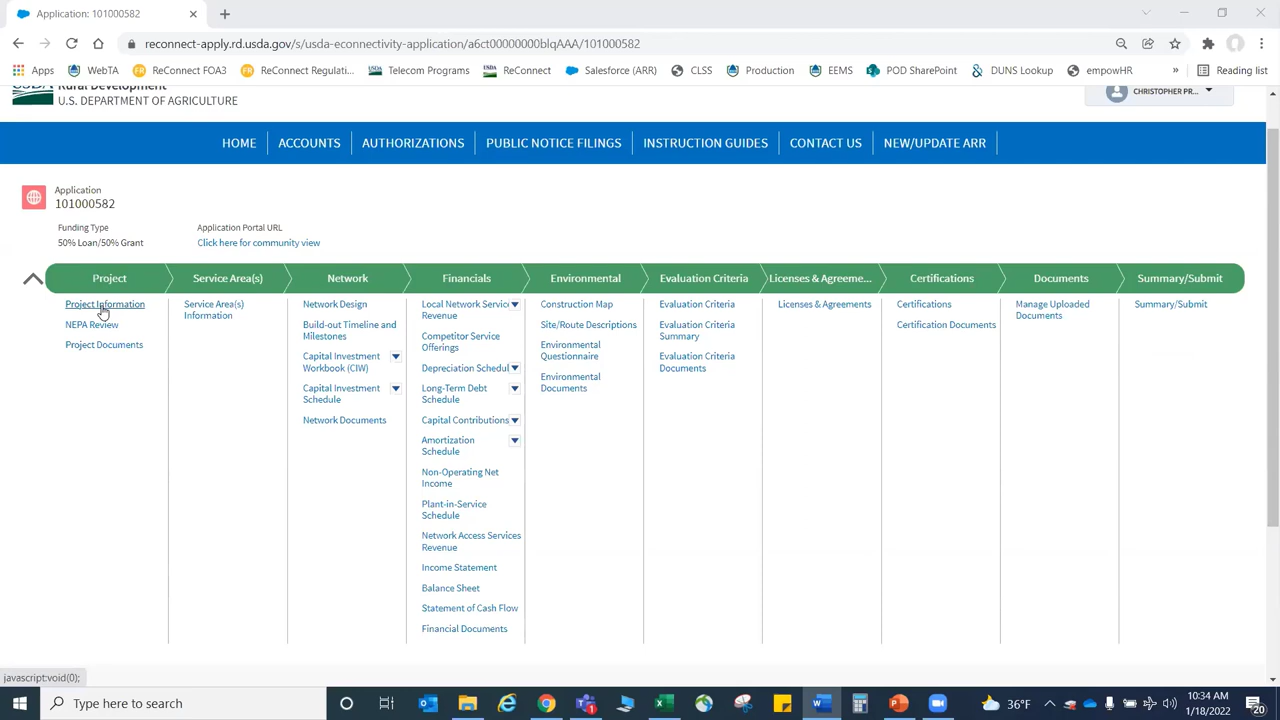 Application: 101000582
reconnect-apply.rd.usda.gov/s/usda-econnectivity-application/a6ct00000000blqAAA/101000582
Apps WebTA ReConnect FOA3 ReConnect Regulati... Telecom Programs ReConnect Salesforce (ARR) CLSS Production EEMS POD SharePoint DUNS Lookup empowHR » Reading list
USDA Rural Development
U.S. DEPARTMENT OF AGRICULTURE
CHRISTOPHER PR...
HOME ACCOUNTS AUTHORIZATIONS PUBLIC NOTICE FILINGS INSTRUCTION GUIDES CONTACT US NEW/UPDATE ARR
Application
101000582
Funding Type
50% Loan/50% Grant
Application Portal URL
Click here for community view
Project
Project Information
NEPA Review
Project Documents
Service Area(s)
Service Area(s)
Information
Network
Network Design
Build-out Timeline and
Milestones
Capital Investment
Workbook (CIW)
Capital Investment
Schedule
Network Documents
Financials
Local Network Service
Revenue
Competitor Service
Offerings
Depreciation Schedul
Long-Term Debt
Schedule
Capital Contributions
Amortization
Schedule
Non-Operating Net
Income
Plant-in-Service
Schedule
Network Access Services
Revenue
Income Statement
Balance Sheet
Statement of Cash Flow
Financial Documents
Environmental
Construction Map
Site/Route Descriptions
Environmental
Questionnaire
Environmental
Documents
Evaluation Criteria
Evaluation Criteria
Evaluation Criteria
Summary
Evaluation Criteria
Documents
Licenses & Agreeme...
Licenses & Agreements
Certifications
Certifications
Certification Documents
Documents
Manage Uploaded
Documents
Summary/Submit
Summary/Submit
javascript:void(0);
Type here to search
36°F
10:34 AM
1/18/2022
20